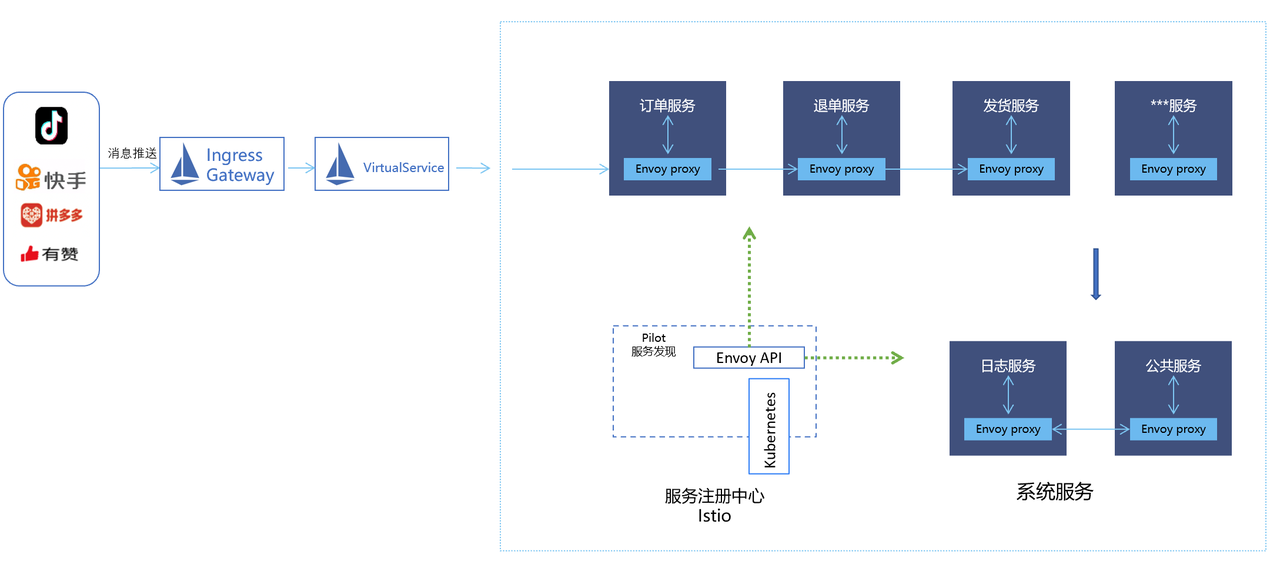 快手
拼多多
有赞
消息推送
Ingress
Gateway
VirtualService
订单服务
Envoy proxy
退单服务
Envoy proxy
发货服务
Envoy proxy
***服务
Envoy proxy
Pilot
服务发现
Envoy API
Kubernetes
服务注册中心
Istio
日志服务
Envoy proxy
公共服务
Envoy proxy
系统服务